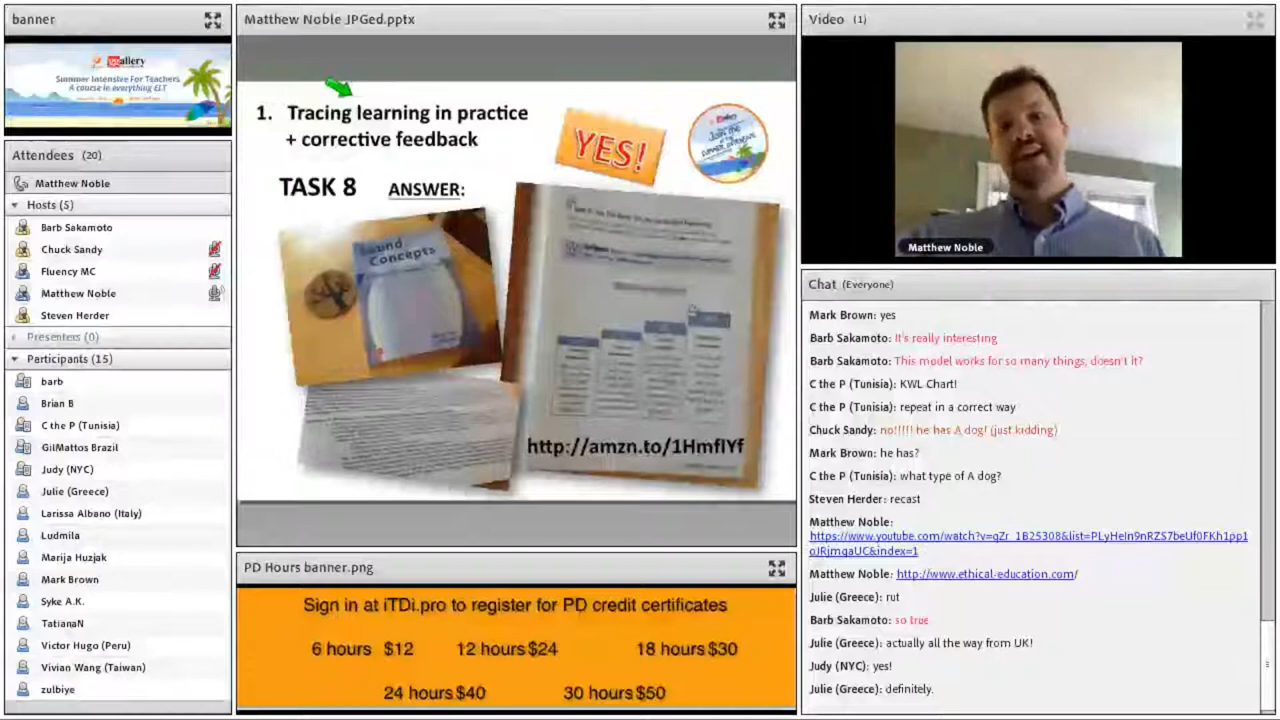 banner
Summer Intensive For Teachers
A course in everything ELT
Attendees (20)
Matthew Noble
Hosts (5)
Barb Sakamoto
Chuck Sandy
Fluency MC
Matthew Noble
Steven Herder
Presenters (0)
Participants (15)
barb
Brian B
C the P (Tunisia)
GilMattos Brazil
Judy (NYC)
Julie (Greece)
Larissa Albano (Italy)
Ludmila
Marija Huzjak
Mark Brown
Syke A.K.
TatianaN
Victor Hugo (Peru)
Vivian Wang (Taiwan)
zulbiye
Matthew Noble JPGed.pptx
1. Tracing learning in practice
+ corrective feedback
YES!
Join the
TASK 8 ANSWER:
Sound
Concepts
http://amzn.to/1HmflYf
PD Hours banner.png
Sign in at iTDi.pro to register for PD credit certificates
6 hours $12 12 hours $24 18 hours $30
24 hours $40 30 hours $50
Video (1)
Matthew Noble
Chat (Everyone)
Mark Brown: yes
Barb Sakamoto: It's really interesting
Barb Sakamoto: This model works for so many things, doesn't it?
C the P (Tunisia): KWL Chart!
C the P (Tunisia): repeat in a correct way
Chuck Sandy: no!!!!! he has A dog! (just kidding)
Mark Brown: he has?
C the P (Tunisia): what type of A dog?
Steven Herder: recast
Matthew Noble:
https://www.youtube.com/watch?v=qZr_1B25308&list=PLyHeIn9nRZS7beUf0FKh1pp1
oJRjmqaUC&index=1
Matthew Noble: http://www.ethical-education.com/
Julie (Greece): rut
Barb Sakamoto: so true
Julie (Greece): actually all the way from UK!
Judy (NYC): yes!
Julie (Greece): definitely.